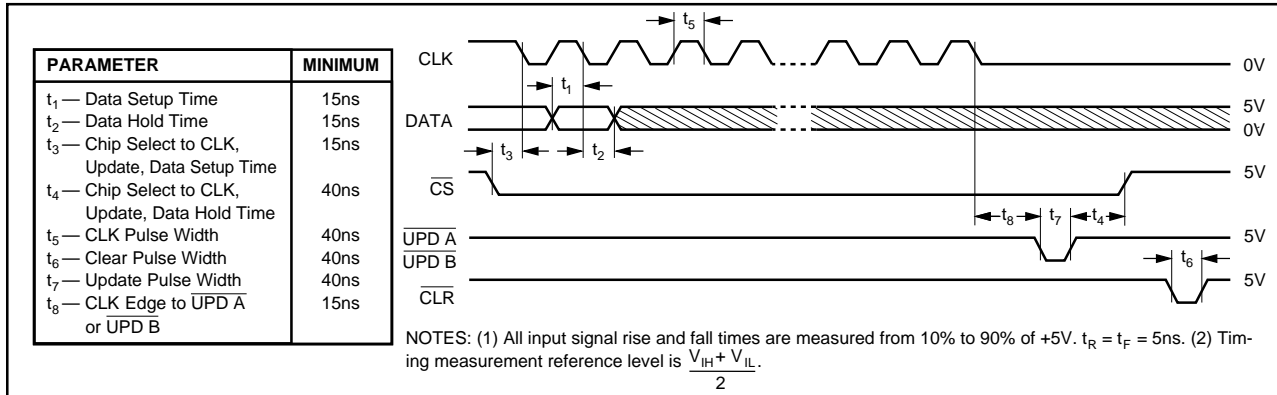 PARAMETER MINIMUM
t1 — Data Setup Time 15ns
t2 — Data Hold Time 15ns
t3 — Chip Select to CLK, 15ns
Update, Data Setup Time
t4 — Chip Select to CLK, 40ns
Update, Data Hold Time
t5 — CLK Pulse Width 40ns
t6 — Clear Pulse Width 40ns
t7 — Update Pulse Width 40ns
t8 — CLK Edge to UPD A 15ns
or UPD B
t5
CLK
0V
t1
DATA
5V
0V
t3
t2
CS
5V
t8 t7 t4
UPD A
UPD B
5V
t6
CLR
5V
NOTES: (1) All input signal rise and fall times are measured from 10% to 90% of +5V. tR = tF = 5ns. (2) Tim-
ing measurement reference level is VIH + VIL / 2.